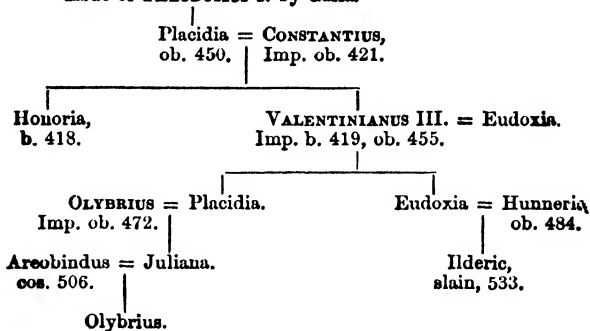 Placidia = CONSTANTIUS,
ob. 450. Imp. ob. 421.
Honoria, VALENTINIANUS III. = Eudoxia.
b. 418. Imp. b. 419, ob. 455.
OLYBRIUS = Placidia. Eudoxia = Hunneric,
Imp. ob. 472. ob. 484.
Areobindus = Juliana. Ilderic,
cos. 506. slain, 533.
Olybrius.